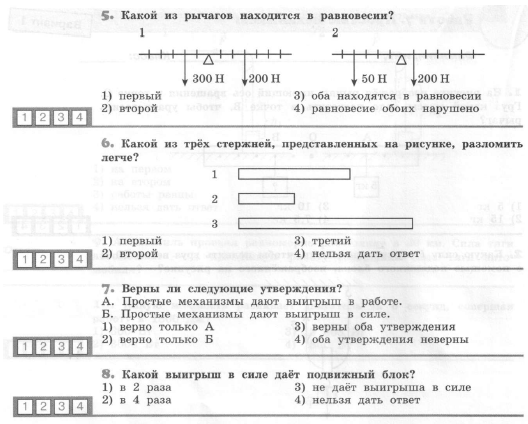 5. Какой из рычагов находится в равновесии?
1 2
300 Н 200 Н 50 Н 200 Н
1) первый 3) оба находятся в равновесии
2) второй 4) равновесие обоих нарушено
1 2 3 4
6. Какой из трёх стержней, представленных на рисунке, разломить
легче?
1
2
3
1) первый 3) третий
2) второй 4) нельзя дать ответ
1 2 3 4
7. Верны ли следующие утверждения?
А. Простые механизмы дают выигрыш в работе.
Б. Простые механизмы дают выигрыш в силе.
1) верно только А 3) верны оба утверждения
2) верно только Б 4) оба утверждения неверны
1 2 3 4
8. Какой выигрыш в силе даёт подвижный блок?
1) в 2 раза 3) не даёт выигрыша в силе
2) в 4 раза 4) нельзя дать ответ
1 2 3 4